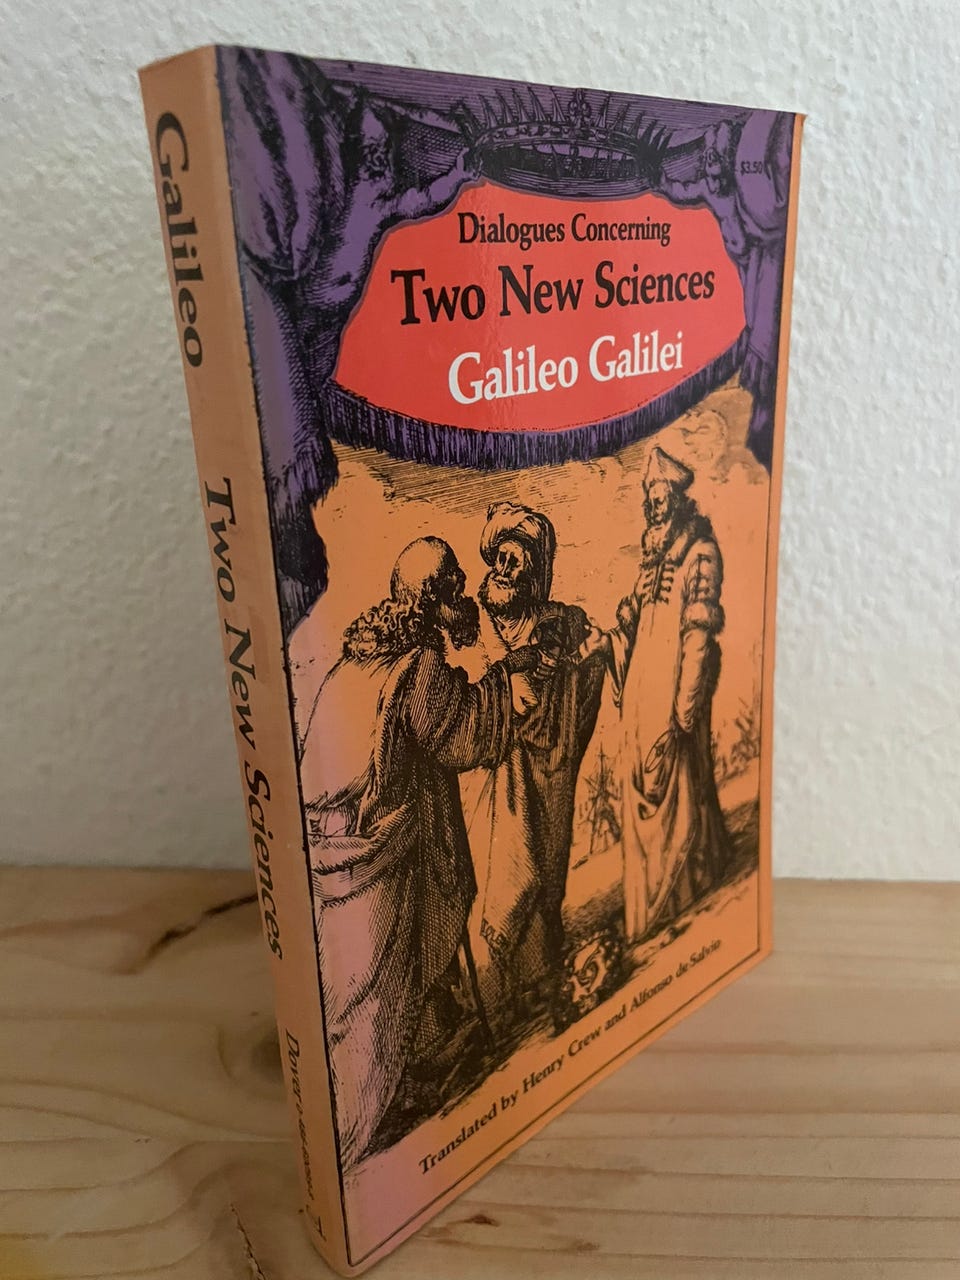 Galileo Two New Sciences Dover
$3.50
Dialogues Concerning
Two New Sciences
Galileo Galilei
Translated by Henry Crew and Alfonso de Salvio